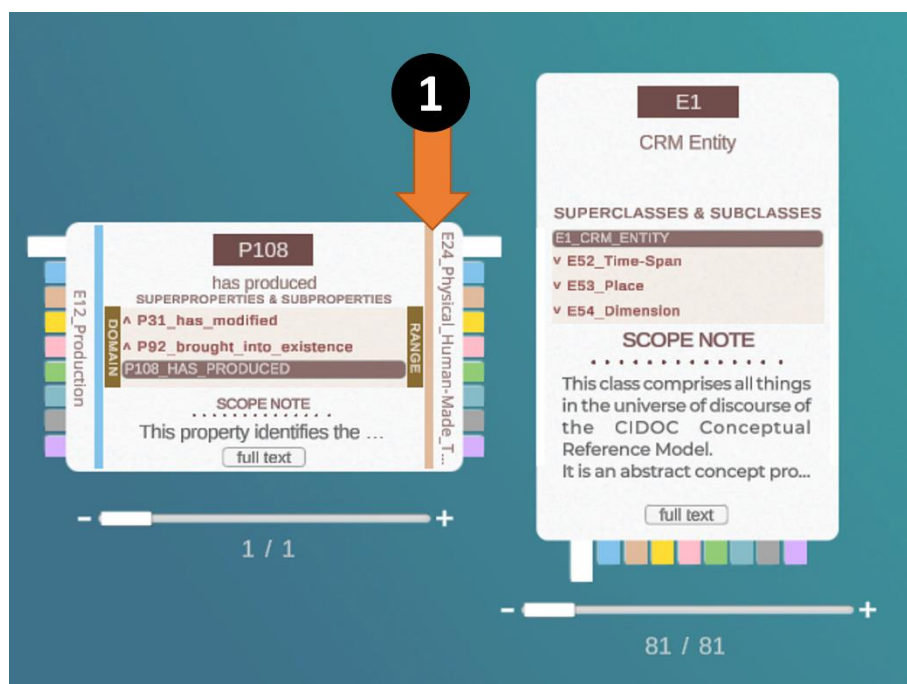 1
P108
has produced
SUPERPROPERTIES & SUBPROPERTIES
^ P31_has_modified
^ P92_brought_into_existence
P108_HAS_PRODUCED
DOMAIN
RANGE
E12_Production
E24_Physical_Human-Made_T...
SCOPE NOTE
This property identifies the ...
full text
- +
1 / 1
E1
CRM Entity
SUPERCLASSES & SUBCLASSES
E1_CRM_ENTITY
v E52_Time-Span
v E53_Place
v E54_Dimension
SCOPE NOTE
This class comprises all things
in the universe of discourse of
the CIDOC Conceptual
Reference Model.
It is an abstract concept pro...
full text
- +
81 / 81